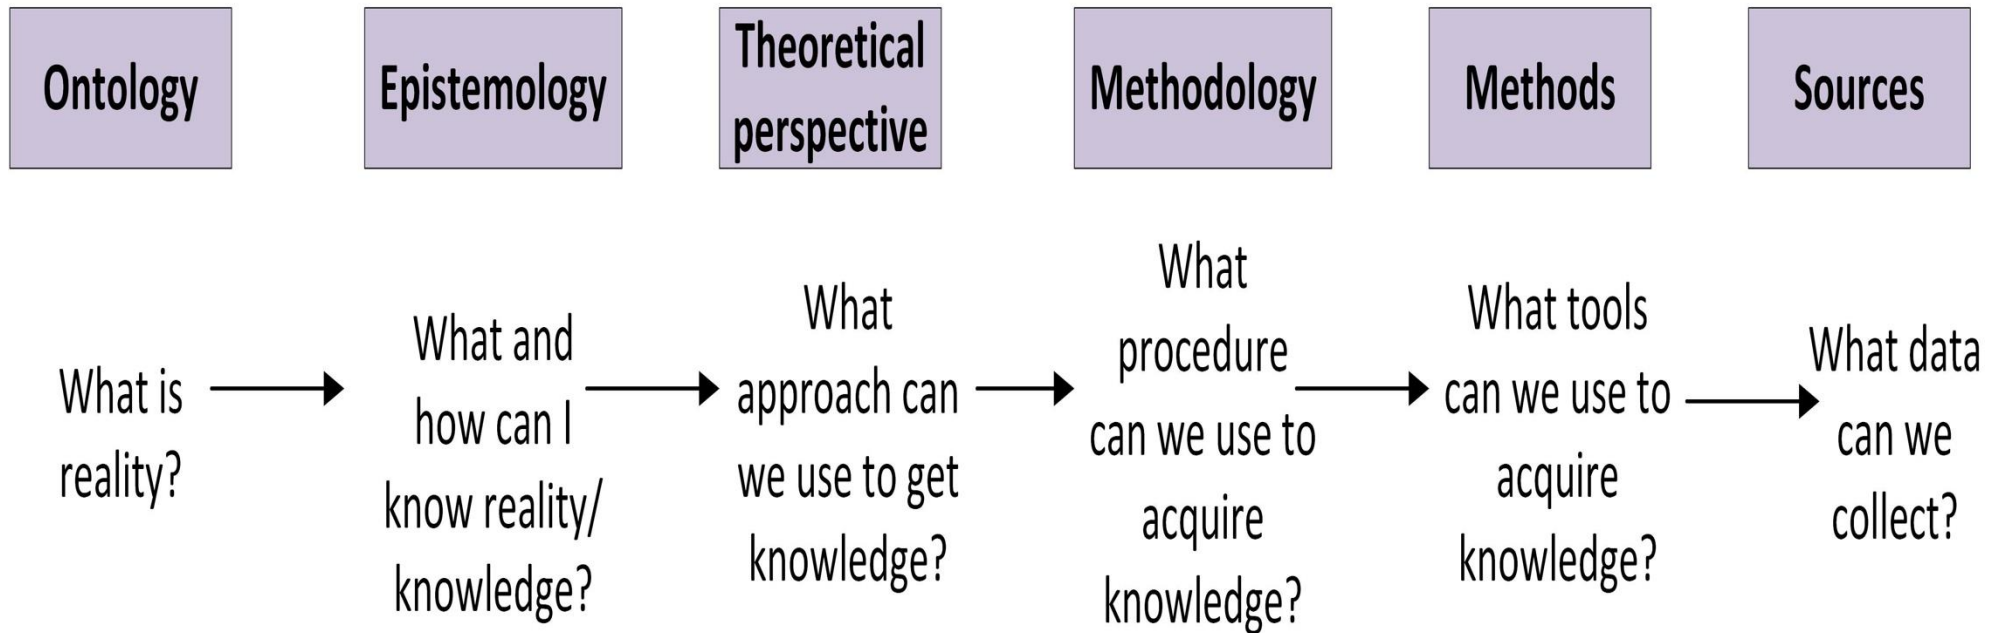 Ontology
Epistemology
Theoretical
perspective
Methodology
Methods
Sources
What is
reality?
What and
how can I
know reality/
knowledge?
What
approach can
we use to get
knowledge?
What
procedure
can we use to
acquire
knowledge?
What tools
can we use to
acquire
knowledge?
What data
can we
collect?